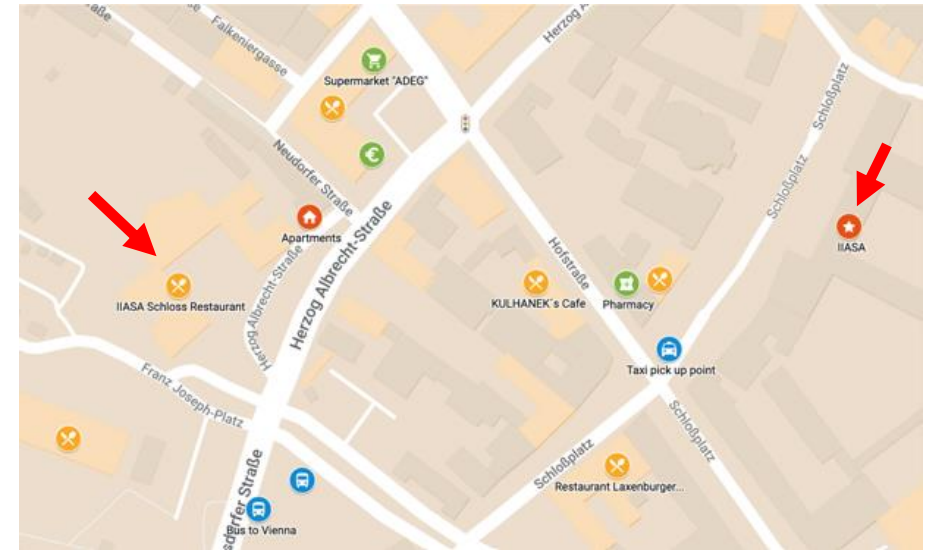 aße
Falkeniergasse
Herzog A
Supermarket "ADEG"
Schloßplatz
€
Neudorfer Straße
Schloßplatz
Apartments
IIASA
Hofstraße
Herzog Albrecht-Straße
Herzog Albrecht-Straße
IIASA Schloss Restaurant
KULHANEK´s Cafe
Pharmacy
Taxi pick up point
Franz Joseph-Platz
Schloßplatz
Schloßplatz
Restaurant Laxenburger...
sdorfer Straße
Bus to Vienna